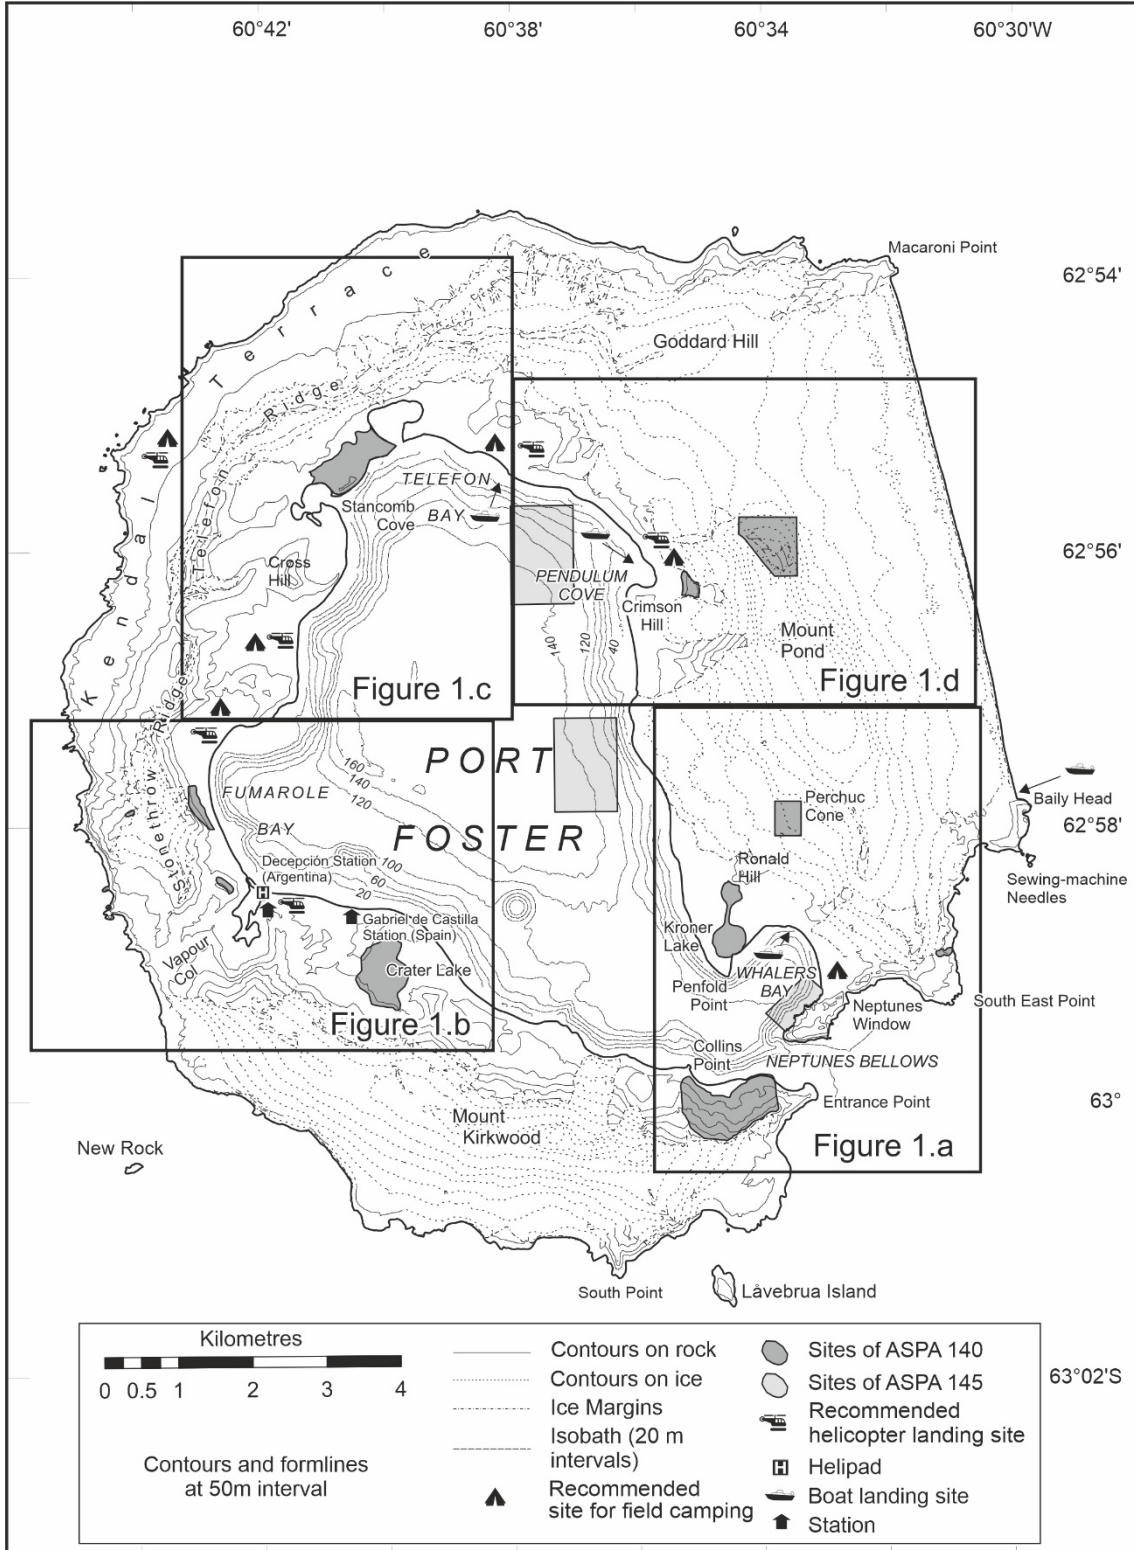 60°42'
60°38'
60°34'
60°30'W
Macaroni Point
62°54'
Goddard Hill
Kendall Terrace
Telefon Ridge
TELEFON
BAY
Stancomb
Cove
62°56'
Cross
Hill
PENDULUM
COVE
Crimson
Hill
140
120
40
Mount
Pond
Figure 1.c
Figure 1.d
Stonethrow Ridge
PORT
FOSTER
160
140
120
FUMAROLE
BAY
Baily Head
Perchuc
Cone
62°58'
Decepción Station
(Argentina)
100
60
20
Ronald
Hill
Sewing-machine
Needles
H
Gabriel de Castilla
Station (Spain)
Kroner
Lake
Vapour
Col
Crater Lake
WHALERS
BAY
Penfold
Point
Neptunes
Window
South East Point
Figure 1.b
Collins
Point
NEPTUNES BELLOWS
Entrance Point
63°
Mount
Kirkwood
New Rock
Figure 1.a
South Point
Låvebrua Island
Kilometres
0 0.5 1 2 3 4
Contours and formlines
at 50m interval
Contours on rock
Contours on ice
Ice Margins
Isobath (20 m
intervals)
Recommended
site for field camping
Sites of ASPA 140
Sites of ASPA 145
Recommended
helicopter landing site
H Helipad
Boat landing site
Station
63°02'S